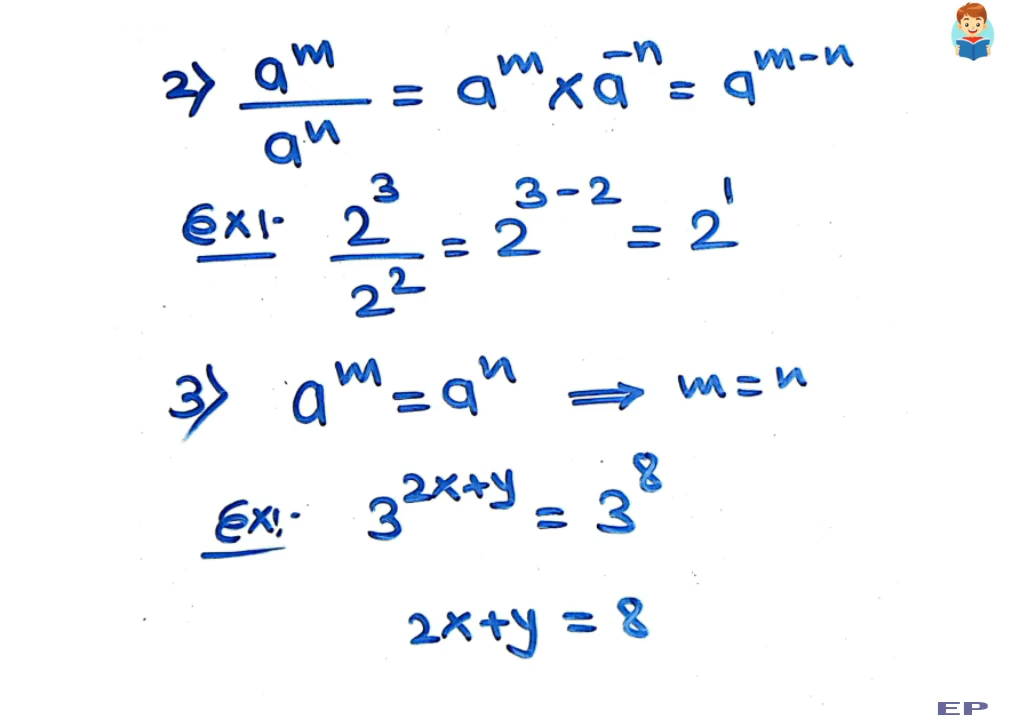 2) a^m / a^n = a^m × a^-n = a^m-n
Ex:- 2^3 / 2^2 = 2^3-2 = 2^1
3) a^m = a^n ⟹ m = n
Ex:- 3^2x+y = 3^8
2x+y = 8
EP